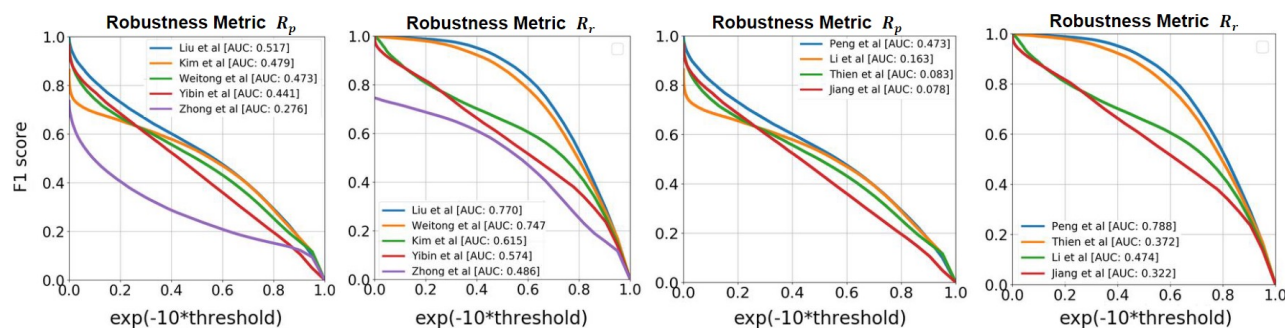 Robustness Metric R_p
Liu et al [AUC: 0.517]
Kim et al [AUC: 0.479]
Weitong et al [AUC: 0.473]
Yibin et al [AUC: 0.441]
Zhong et al [AUC: 0.276]
F1 score
1.0
0.8
0.6
0.4
0.2
0.0
0.0 0.2 0.4 0.6 0.8 1.0
exp(-10*threshold)
Robustness Metric R_r
Liu et al [AUC: 0.770]
Weitong et al [AUC: 0.747
Kim et al [AUC: 0.615]
Yibin et al [AUC: 0.574]
Zhong et al [AUC: 0.486]
1.0
0.8
0.6
0.4
0.2
0.0
0.0 0.2 0.4 0.6 0.8 1.0
exp(-10*threshold)
Robustness Metric R_p
Peng et al [AUC: 0.473]
Li et al [AUC: 0.163]
Thien et al [AUC: 0.083]
Jiang et al [AUC: 0.078]
1.0
0.8
0.6
0.4
0.2
0.0
0.0 0.2 0.4 0.6 0.8 1.0
exp(-10*threshold)
Robustness Metric R_r
Peng et al [AUC: 0.788]
Thien et al [AUC: 0.372]
Li et al [AUC: 0.474]
Jiang et al [AUC: 0.322]
1.0
0.8
0.6
0.4
0.2
0.0
0.0 0.2 0.4 0.6 0.8 1.0
exp(-10*threshold)